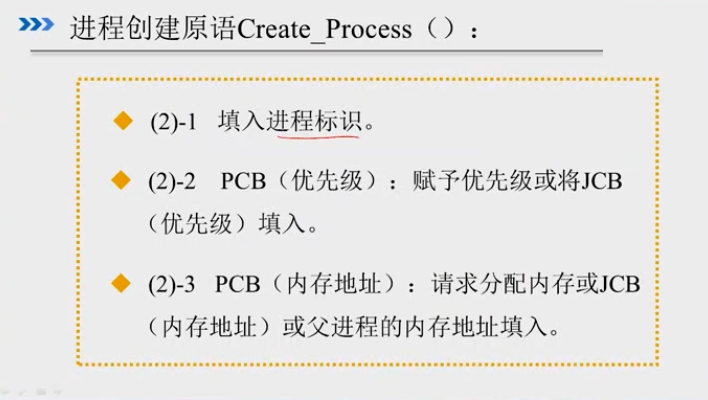 进程创建原语Create_Process（）：
(2)-1 填入进程标识。
(2)-2 PCB（优先级）：赋予优先级或将JCB
（优先级）填入。
(2)-3 PCB（内存地址）：请求分配内存或JCB
（内存地址）或父进程的内存地址填入。